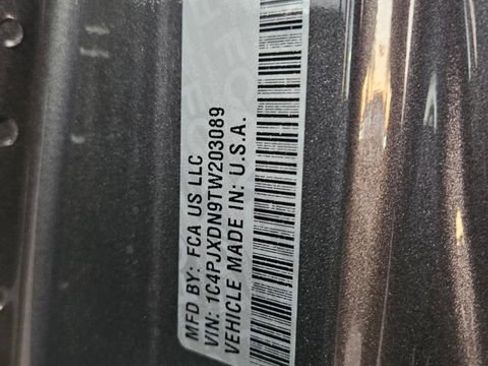 MFD BY: FCA US LLC
VIN: 1C4PJXDN9TW203089
VEHICLE MADE IN: U.S.A.